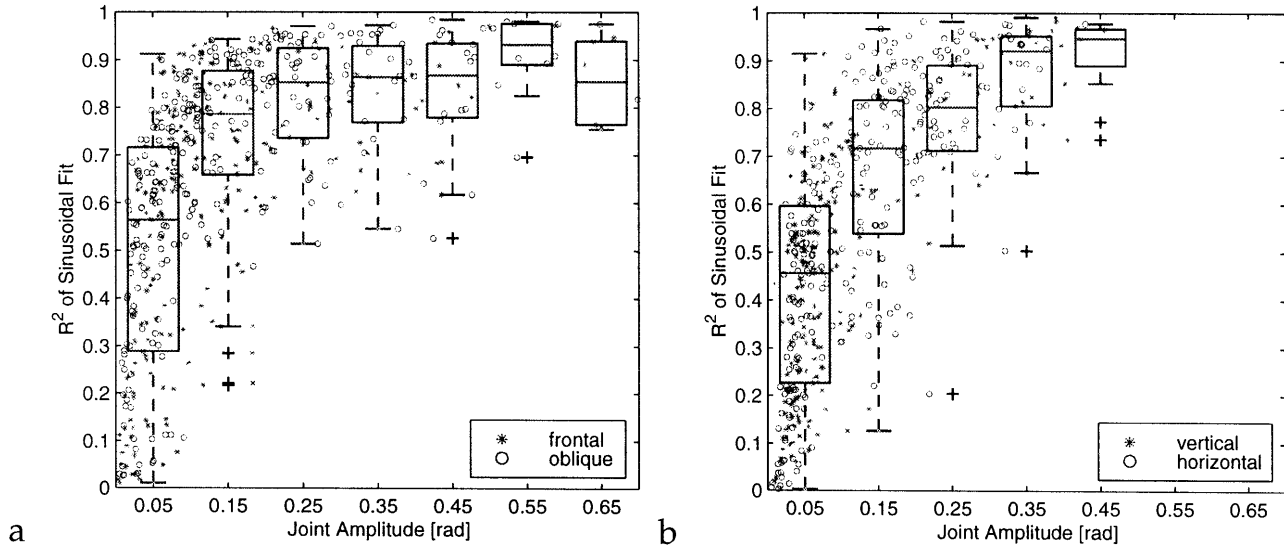 1
0.9
0.8
0.7
0.6
0.5
0.4
0.3
0.2
0.1
0
R² of Sinusoidal Fit
0.05 0.15 0.25 0.35 0.45 0.55 0.65
Joint Amplitude [rad]
* frontal
○ oblique
a
1
0.9
0.8
0.7
0.6
0.5
0.4
0.3
0.2
0.1
0
R² of Sinusoidal Fit
0.05 0.15 0.25 0.35 0.45 0.55 0.65
Joint Amplitude [rad]
* vertical
○ horizontal
b